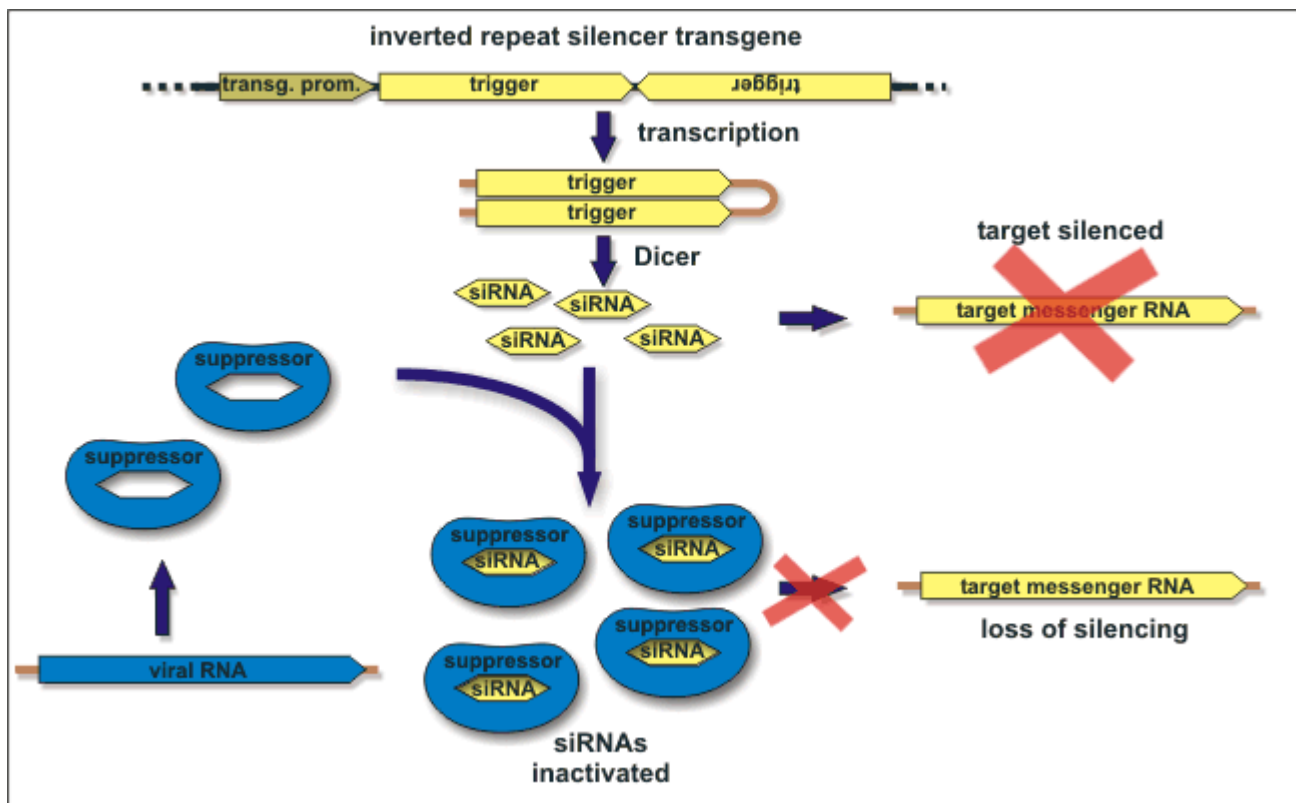 inverted repeat silencer transgene
transg. prom.
trigger
trigger
transcription
trigger
trigger
Dicer
target silenced
siRNA
siRNA
siRNA
siRNA
target messenger RNA
suppressor
suppressor
suppressor
siRNA
suppressor
siRNA
target messenger RNA
loss of silencing
suppressor
siRNA
suppressor
siRNA
viral RNA
siRNAs
inactivated